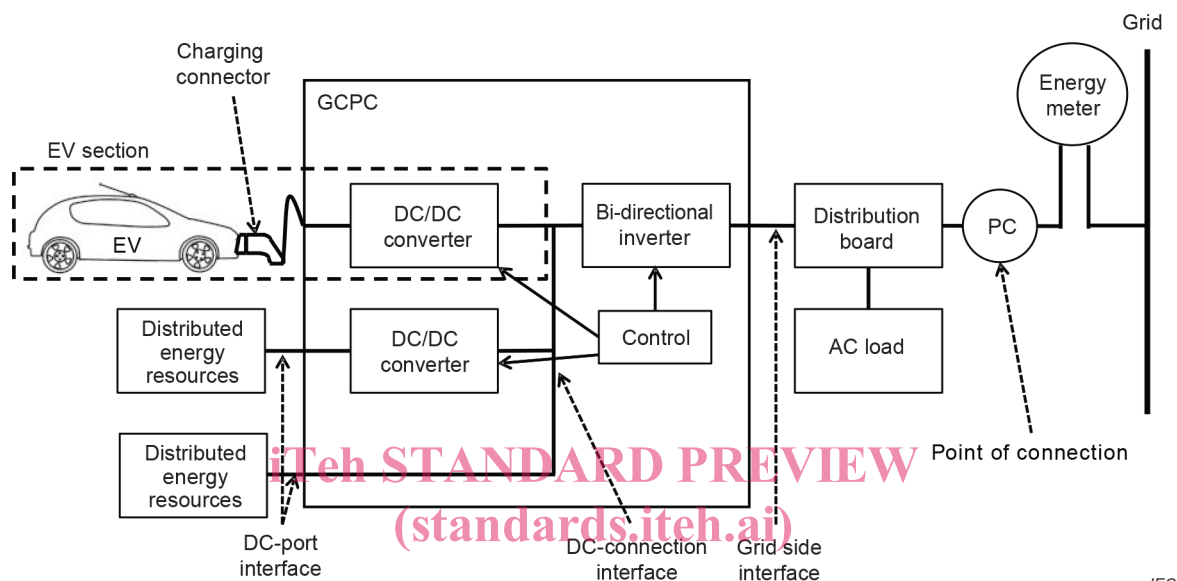 Grid
Charging
connector
Energy
meter
GCPC
EV section
DC/DC
converter
Bi-directional
inverter
Distribution
board
PC
EV
Distributed
energy
resources
DC/DC
converter
Control
AC load
Distributed
energy
resources
iTeh STANDARD PREVIEW
(standards.iteh.ai)
Point of connection
DC-port
interface
DC-connection
interface
Grid side
interface